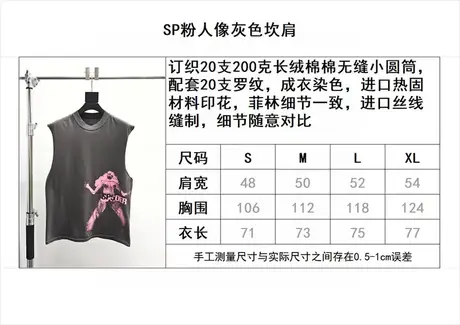 SP粉人像灰色坎肩
订织20支200克长绒棉棉无缝小圆筒，
配套20支罗纹，成衣染色，进口热固
材料印花，菲林细节一致，进口丝线
缝制，细节随意对比
尺码 S M L XL
肩宽 48 50 52 54
胸围 106 112 118 124
衣长 71 73 75 77
手工测量尺寸与实际尺寸之间存在0.5-1cm误差